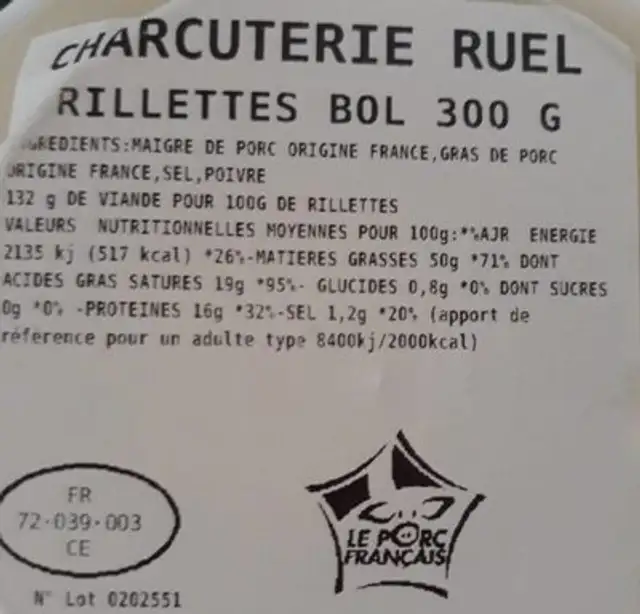 CHARCUTERIE RUEL
RILLETTES BOL 300 G
INGREDIENTS:MAIGRE DE PORC ORIGINE FRANCE,GRAS DE PORC
ORIGINE FRANCE,SEL,POIVRE
132 g DE VIANDE POUR 100G DE RILLETTES
VALEURS NUTRITIONNELLES MOYENNES POUR 100g:*%AJR ENERGIE
2135 kj (517 kcal) *26%-MATIERES GRASSES 50g *71% DONT
ACIDES GRAS SATURES 19g *95%- GLUCIDES 0,8g *0% DONT SUCRES
0g *0% -PROTEINES 16g *32%-SEL 1,2g *20% (apport de
réference pour un adulte type 8400kj/2000kcal)
FR
72-039-003
CE
LE PORC
FRANÇAIS
N° Lot 0202551